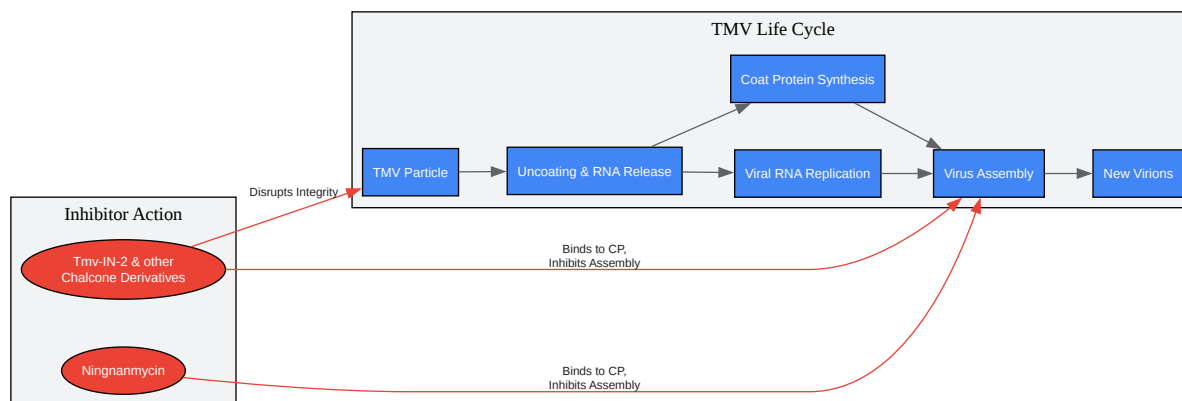 TMV Life Cycle
Coat Protein Synthesis
TMV Particle
Uncoating & RNA Release
Viral RNA Replication
Virus Assembly
New Virions
Disrupts Integrity
Inhibitor Action
Tmv-IN-2 & other
Chalcone Derivatives
Binds to CP,
Inhibits Assembly
Ningnanmycin
Binds to CP,
Inhibits Assembly